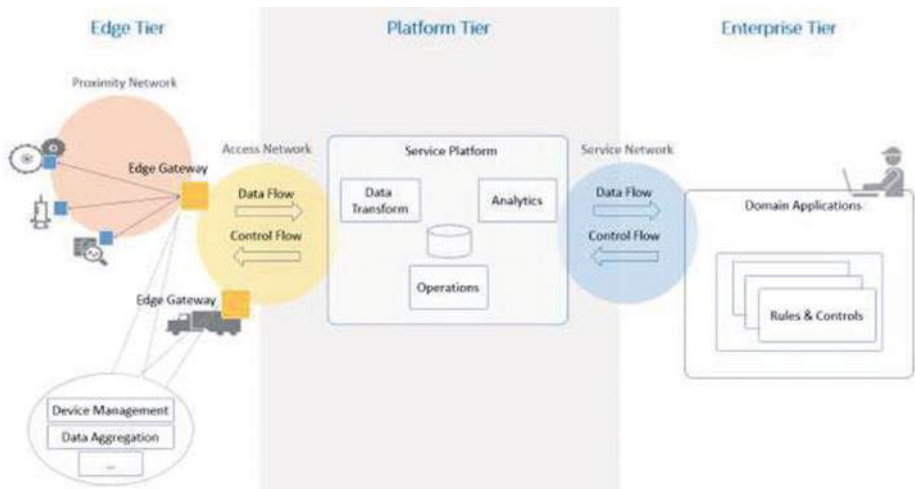 Edge Tier
Platform Tier
Enterprise Tier
Proximity Network
Edge Gateway
Access Network
Data Flow
Control Flow
Edge Gateway
Device Management
Data Aggregation
...
Service Platform
Data
Transform
Analytics
Operations
Service Network
Data Flow
Control Flow
Domain Applications
Rules & Controls